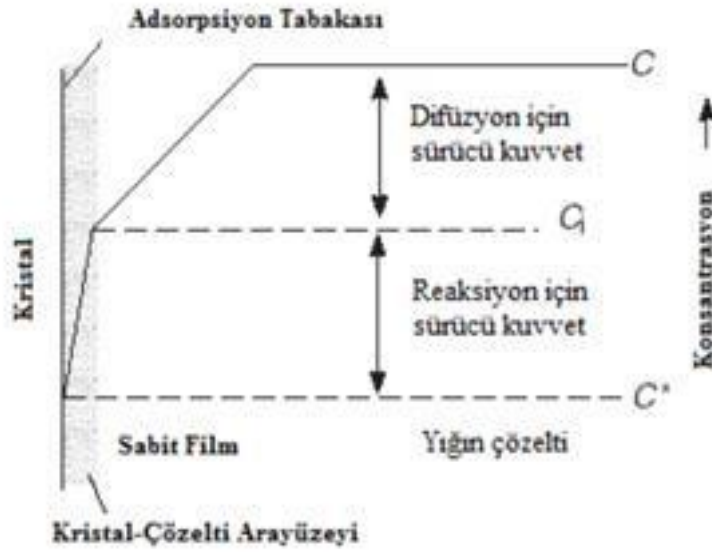 Adsorpsiyon Tabakası
C
Difüzyon için
sürücü kuvvet
Konsantrasyon
Kristal
Cᵢ
Reaksiyon için
sürücü kuvvet
C*
Sabit Film
Yığın çözelti
Kristal-Çözelti Arayüzeyi